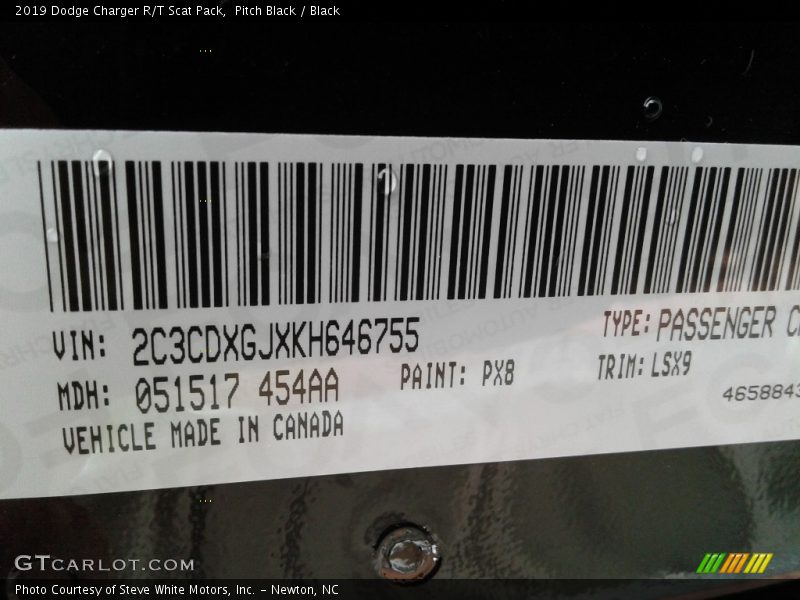 2019 Dodge Charger R/T Scat Pack,  Pitch Black / Black
VIN: 2C3CDXGJXKH646755
TYPE: PASSENGER
MDH: 051517 454AA
PAINT: PX8
TRIM: LSX9
VEHICLE MADE IN CANADA
465884
GTCARLOT.COM
Photo Courtesy of Steve White Motors, Inc. – Newton, NC